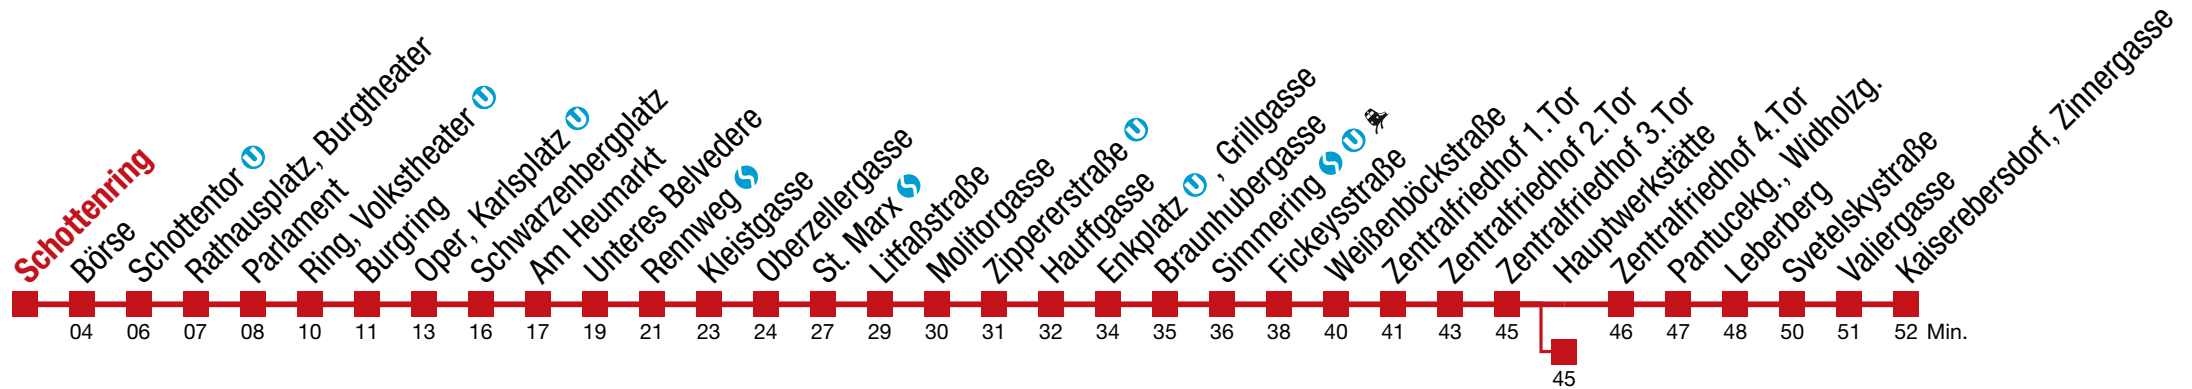 Schottenring
Börse
Schottentor
Rathausplatz, Burgtheater
Parlament
Ring, Volkstheater
Burgring
Oper, Karlsplatz
Schwarzenbergplatz
Am Heumarkt
Unteres Belvedere
Rennweg
Kleistgasse
Oberzellergasse
St. Marx
Litfaßstraße
Molitorgasse
Zippererstraße
Hauffgasse
Enkplatz , Grillgasse
Braunhubergasse
Simmering
Fickeysstraße
Weißenböckstraße
Zentralfriedhof 1.Tor
Zentralfriedhof 2.Tor
Zentralfriedhof 3.Tor
Hauptwerkstätte
Zentralfriedhof 4.Tor
Pantucekg., Widholzg.
Leberberg
Svetelskystraße
Valiergasse
Kaiserebersdorf, Zinnergasse
04 06 07 08 10 11 13 16 17 19 21 23 24 27 29 30 31 32 34 35 36 38 40 41 43 45 46 47 48 50 51 52 Min.
45